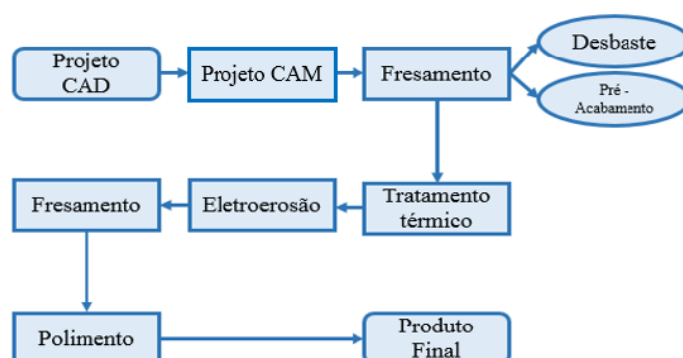 Projeto
CAD
Projeto CAM
Fresamento
Desbaste
Pré -
Acabamento
Fresamento
Eletroerosão
Tratamento
térmico
Polimento
Produto
Final